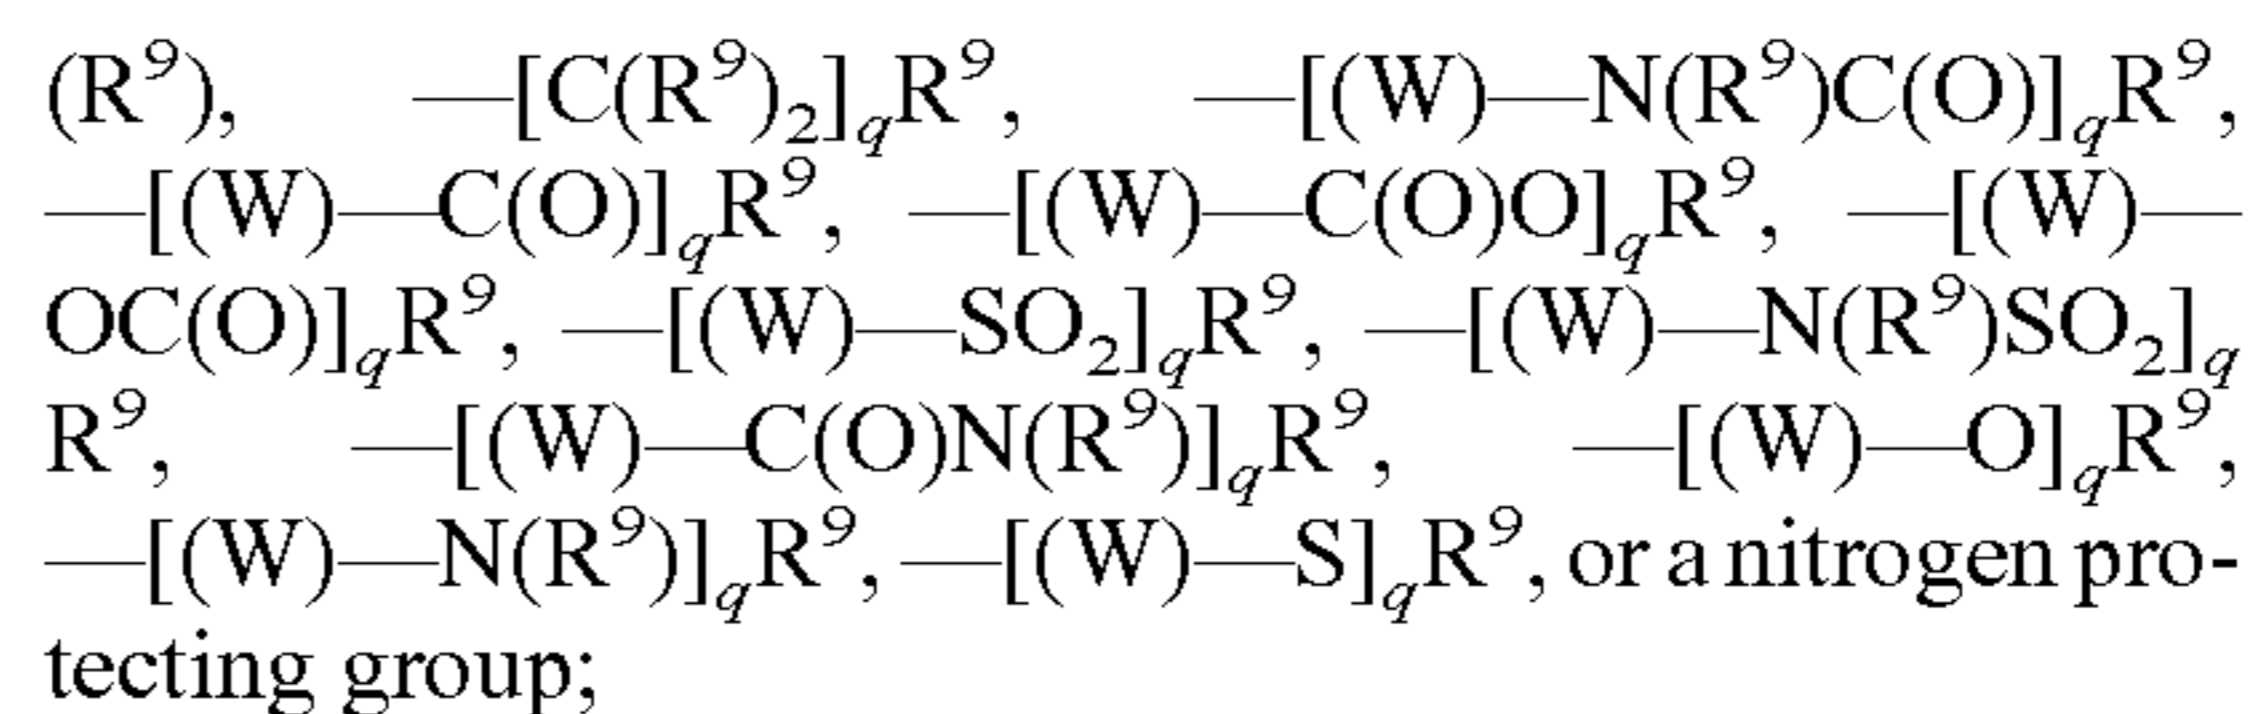 (R⁹), —[C(R⁹)₂]qR⁹, —[(W)—N(R⁹)C(O)]qR⁹,
—[(W)—C(O)]qR⁹, —[(W)—C(O)O]qR⁹, —[(W)—
OC(O)]qR⁹, —[(W)—SO₂]qR⁹, —[(W)—N(R⁹)SO₂]q
R⁹, —[(W)—C(O)N(R⁹)]qR⁹, —[(W)—O]qR⁹,
—[(W)—N(R⁹)]qR⁹, —[(W)—S]qR⁹, or a nitrogen pro-
tecting group;